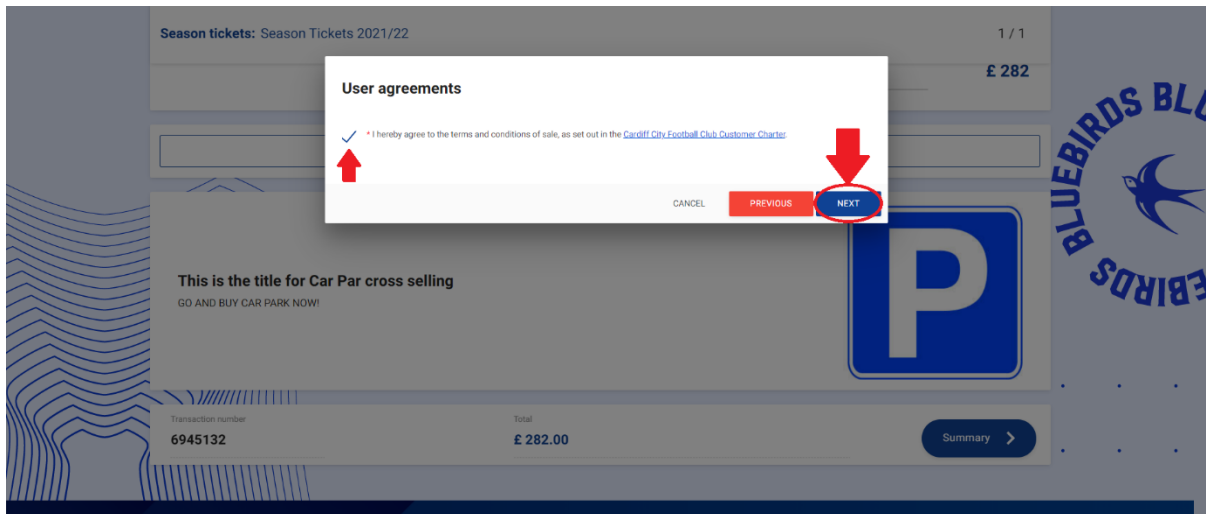 Season tickets: Season Tickets 2021/22
1 / 1
£ 282
User agreements
* I hereby agree to the terms and conditions of sale, as set out in the Cardiff City Football Club Customer Charter.
CANCEL
PREVIOUS
NEXT
This is the title for Car Par cross selling
GO AND BUY CAR PARK NOW!
P
Transaction number
6945132
Total
£ 282.00
Summary
BLUEBIRDS